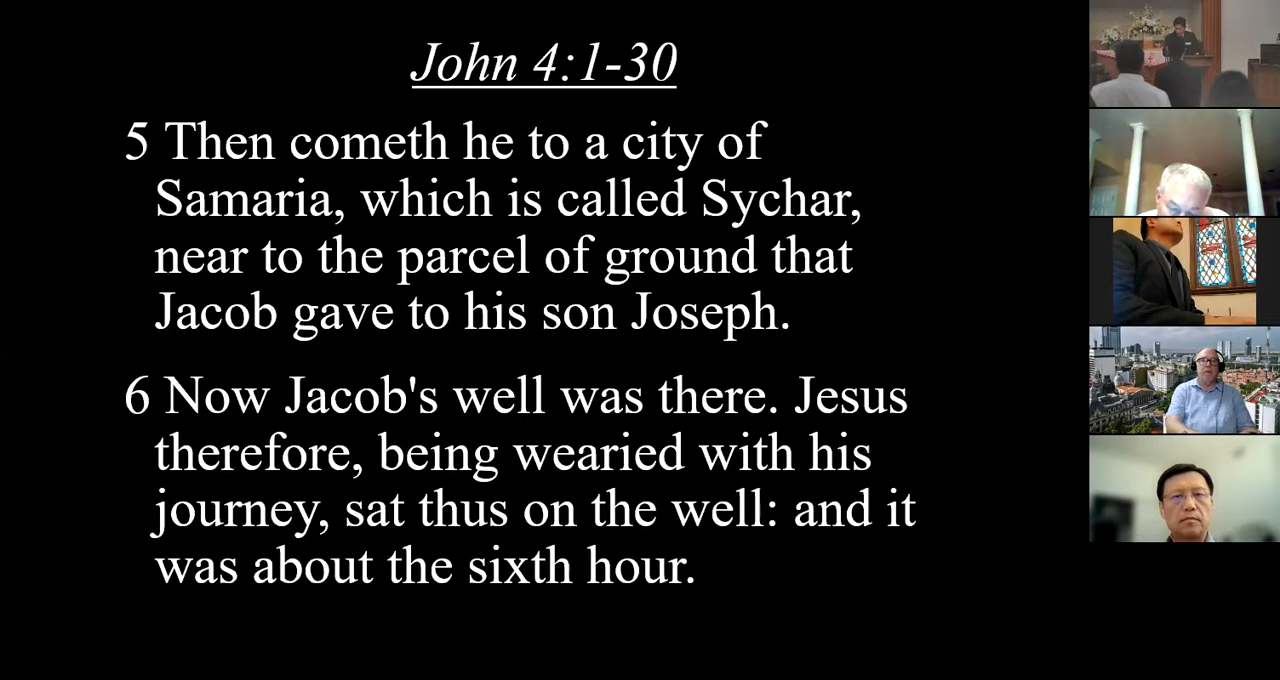 John 4:1-30
5 Then cometh he to a city of
Samaria, which is called Sychar,
near to the parcel of ground that
Jacob gave to his son Joseph.
6 Now Jacob's well was there. Jesus
therefore, being wearied with his
journey, sat thus on the well: and it
was about the sixth hour.